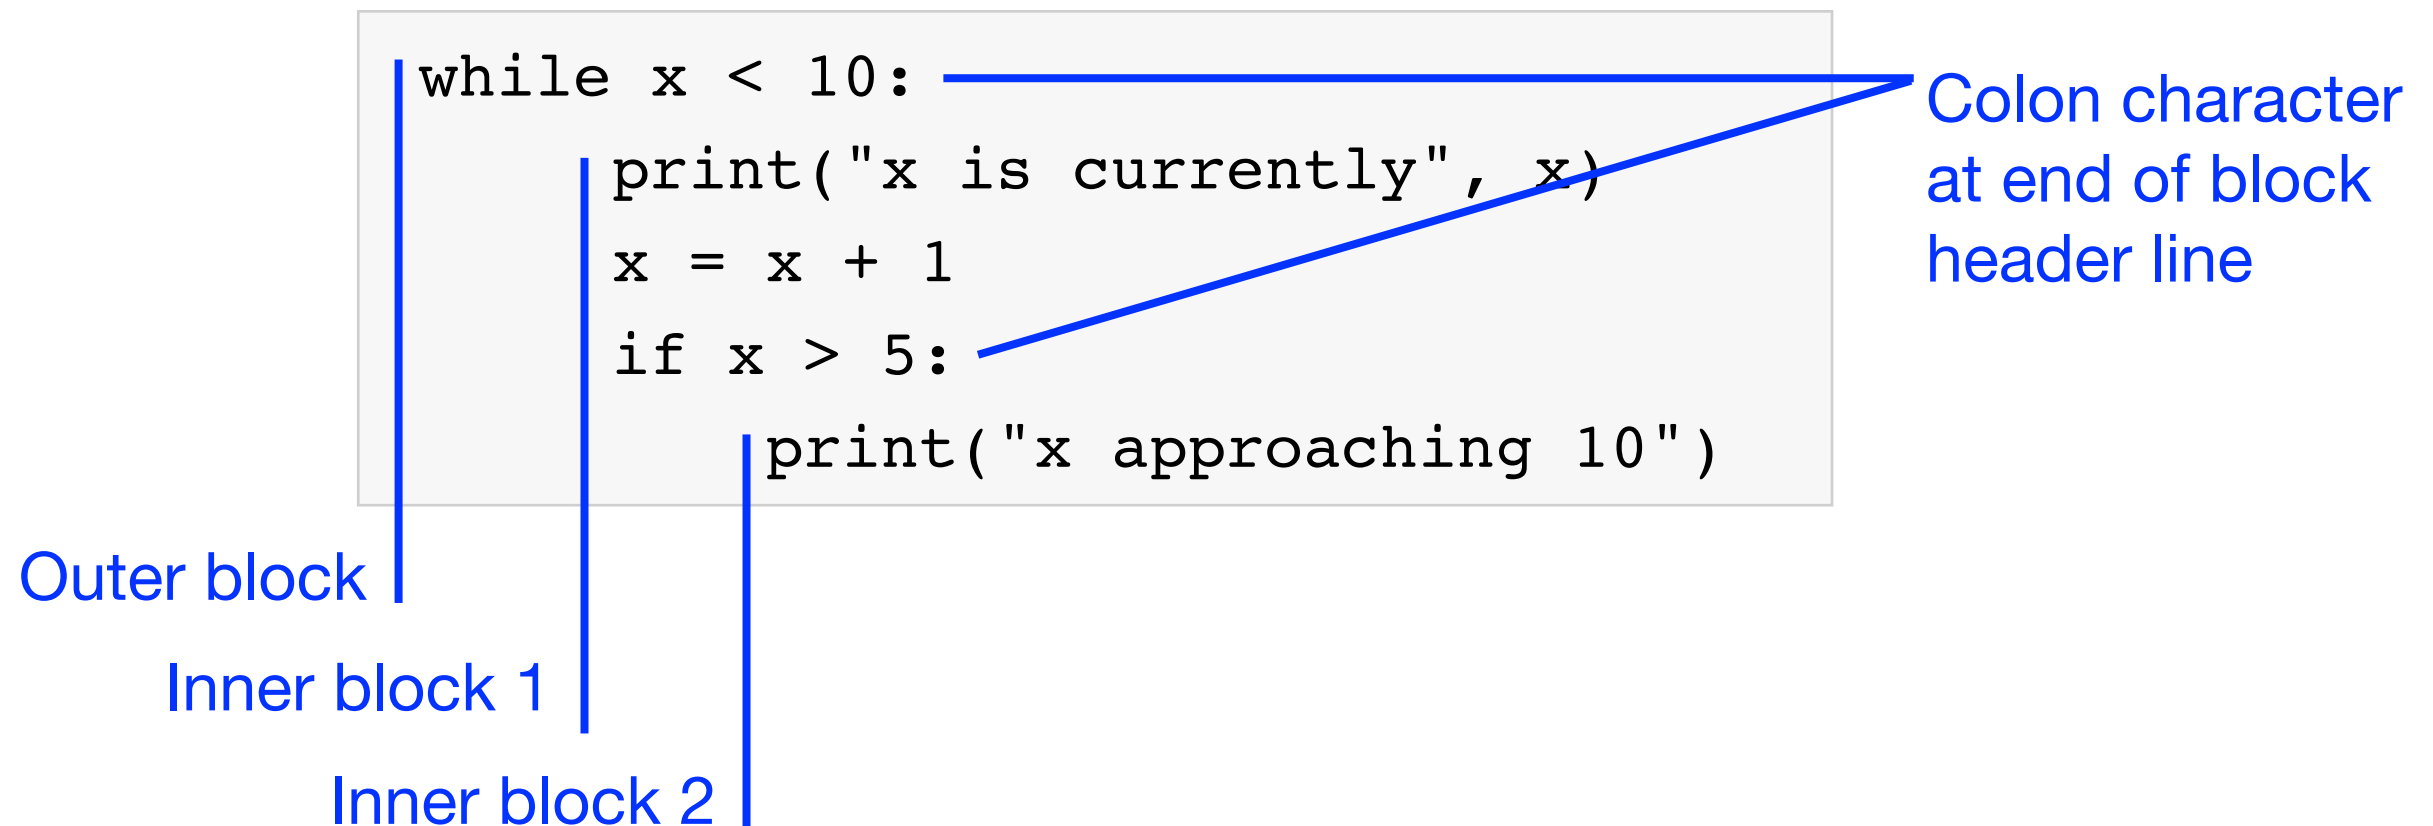 while x < 10:
print("x is currently", x)
x = x + 1
if x > 5:
print("x approaching 10")
Colon character
at end of block
header line
Outer block
Inner block 1
Inner block 2